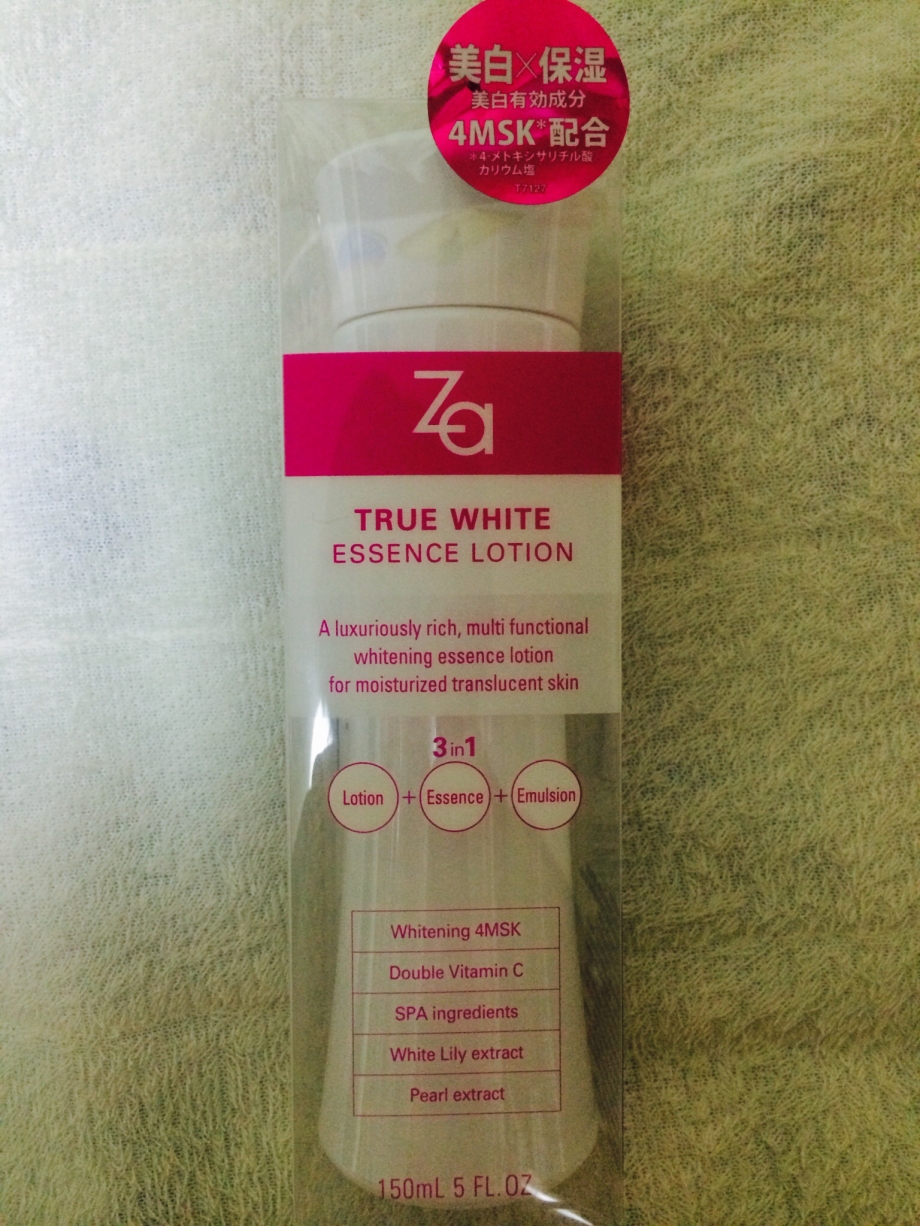 美白×保湿
美白有効成分
4MSK*配合
*4-メトキシサリチル酸
カリウム塩
T7127
Za
TRUE WHITE
ESSENCE LOTION
A luxuriously rich, multi functional
whitening essence lotion
for moisturized translucent skin
3in1
Lotion + Essence + Emulsion
Whitening 4MSK
Double Vitamin C
SPA ingredients
White Lily extract
Pearl extract
150mL 5 FL.OZ